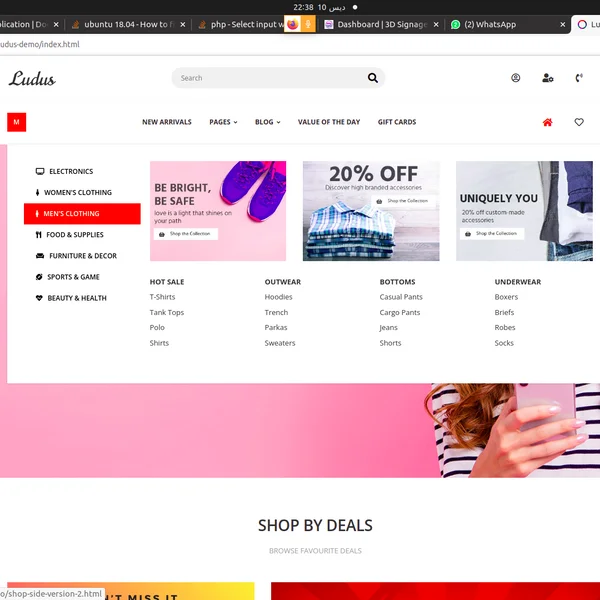 22:38 10 ديس
plication | Do
ubuntu 18.04 - How to f
php - Select input w
Dashboard | 3D Signage
(2) WhatsApp
Lu
udus-demo/index.html
Ludus
Search
M
NEW ARRIVALS
PAGES
BLOG
VALUE OF THE DAY
GIFT CARDS
ELECTRONICS
WOMEN'S CLOTHING
MEN'S CLOTHING
FOOD & SUPPLIES
FURNITURE & DECOR
SPORTS & GAME
BEAUTY & HEALTH
BE BRIGHT,
BE SAFE
love is a light that shines on
your path
Shop the Collection
20% OFF
Discover high branded accessories
Shop the Collection
UNIQUELY YOU
20% off custom-made
accessories
Shop the Collection
HOT SALE
T-Shirts
Tank Tops
Polo
Shirts
OUTWEAR
Hoodies
Trench
Parkas
Sweaters
BOTTOMS
Casual Pants
Cargo Pants
Jeans
Shorts
UNDERWEAR
Boxers
Briefs
Robes
Socks
SHOP BY DEALS
BROWSE FAVOURITE DEALS
N'T MISS IT
o/shop-side-version-2.html